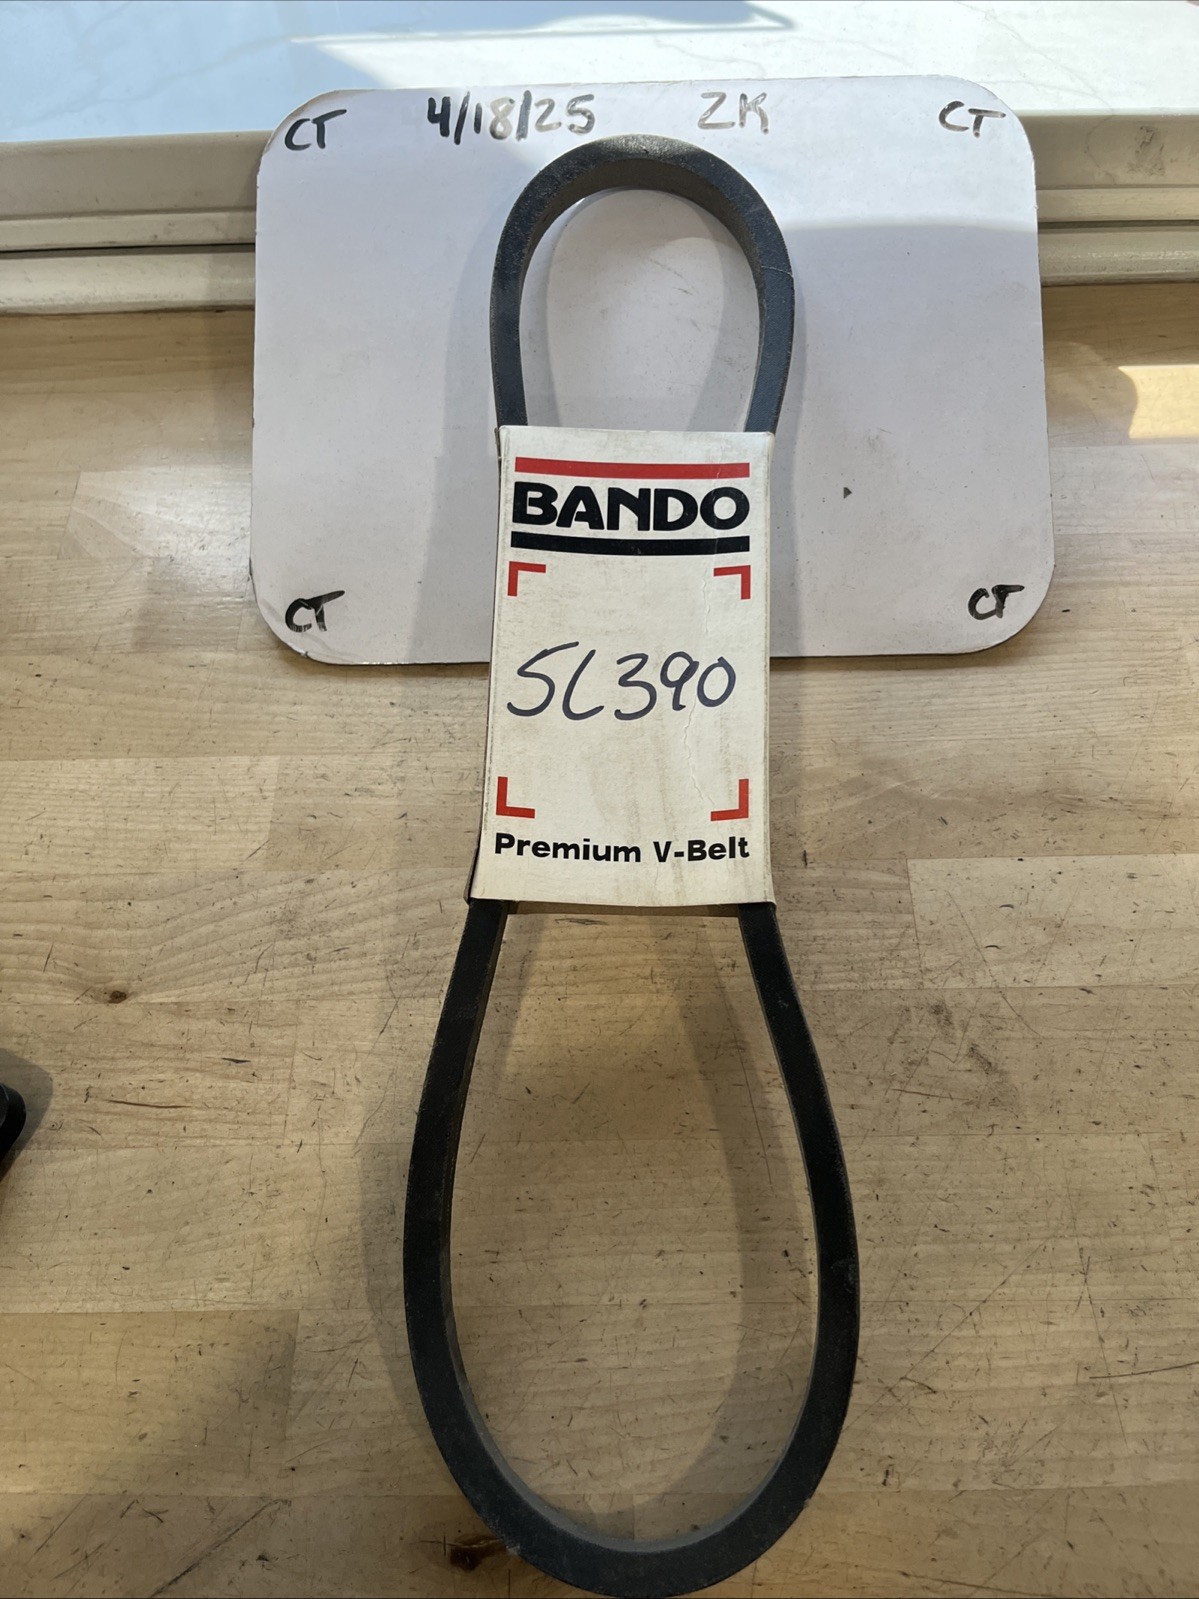 CT 4/18/25 ZK CT
BANDO
5L390
CT CT
Premium V-Belt